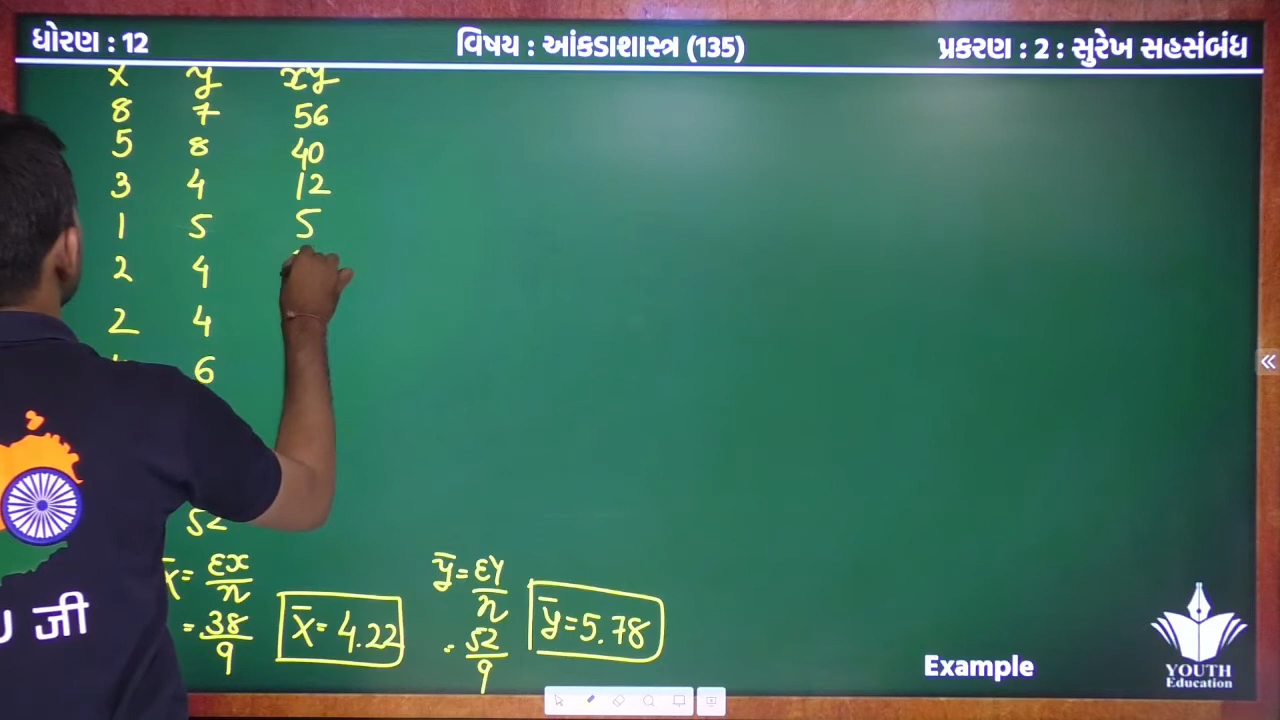 ધોરણ : 12 વિષય : આંકડાશાસ્ત્ર (135) પ્રકરણ : 2 : સુરેખ સહસંબંધ
x y xy
8 7 56
5 8 40
3 4 12
1 5 5
2 4
2 4
6
52
x̄ = Σx/n
= 38/9
x̄ = 4.22
ȳ = ΣY/n
= 52/9
ȳ = 5.78
जी
Example
YOUTH
Education